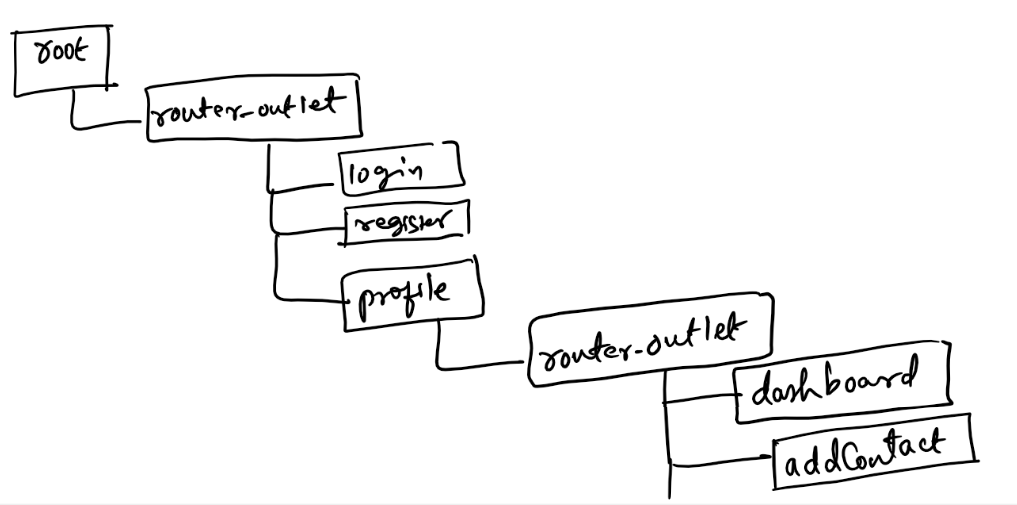 root
router-outlet
login
register
profile
router-outlet
dashboard
addContact